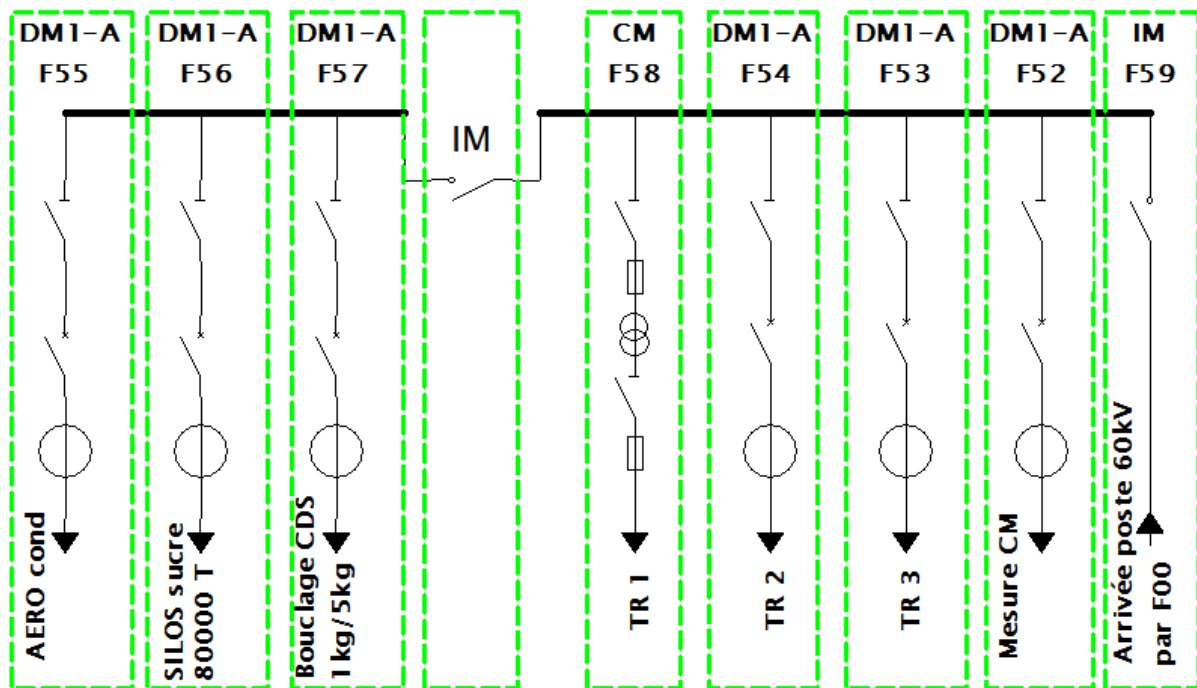 DM1-A
F55
DM1-A
F56
DM1-A
F57
IM
CM
F58
DM1-A
F54
DM1-A
F53
DM1-A
F52
IM
F59
AERO cond
SILOS sucre
80000 T
Bouclage CDS
1kg/5kg
TR 1
TR 2
TR 3
Mesure CM
Arrivée poste 60kV
par F00